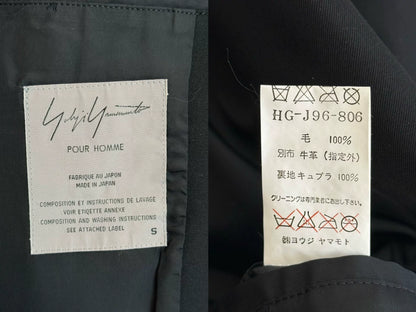 Yohji Yamamoto
POUR HOMME
FABRIQUE AU JAPON
MADE IN JAPAN
COMPOSITION ET INSTRUCTIONS DE LAVAGE
VOIR ETIQUETTE ANNEXE
COMPOSITION AND WASHING INSTRUCTIONS
SEE ATTACHED LABEL
S
HG-J96-806
毛 100%
別布 牛革 (指定外)
裏地 キュプラ 100%
クリーニングは専門業者にお出し下さい
㈱ヨウジ ヤマモト